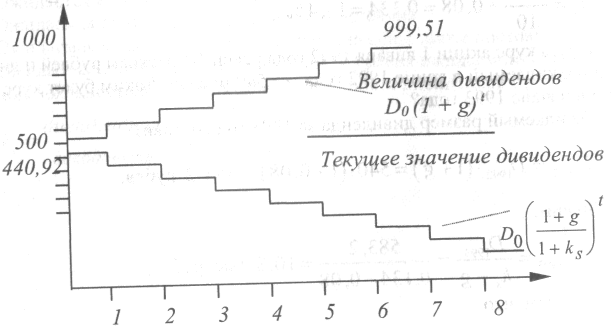 1000
999,51
Величина дивидендов
D₀ (1 + g)ᵗ
500
440,92
Текущее значение дивидендов
D₀((1 + g)/(1 + kₛ))ᵗ
1 2 3 4 5 6 7 8